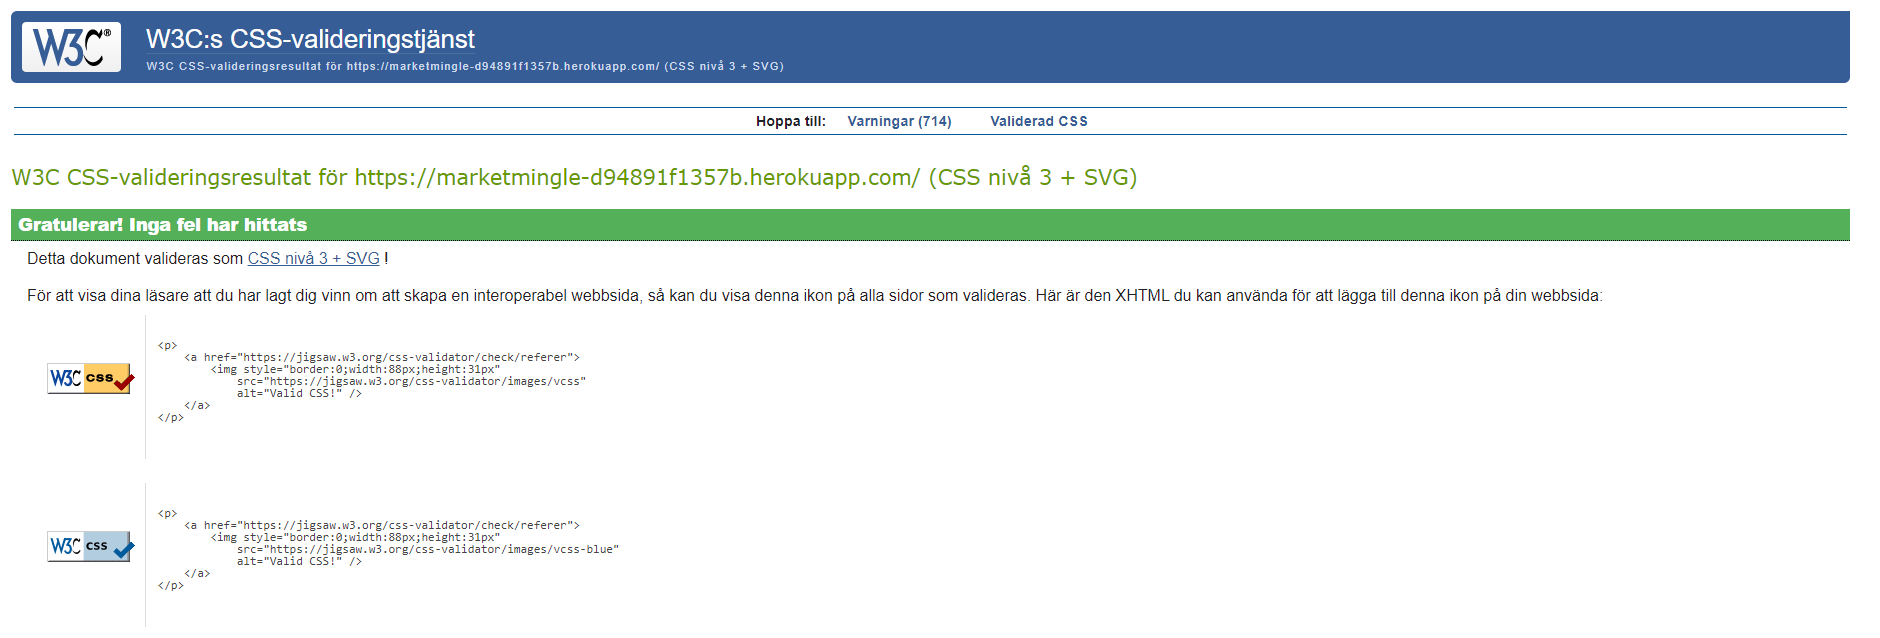 W3C®
W3C:s CSS-valideringstjänst
W3C CSS-valideringsresultat för https://marketmingle-d94891f1357b.herokuapp.com/ (CSS nivå 3 + SVG)
Hoppa till: Varningar (714) Validerad CSS
W3C CSS-valideringsresultat för https://marketmingle-d94891f1357b.herokuapp.com/ (CSS nivå 3 + SVG)
Gratulerar! Inga fel har hittats
Detta dokument valideras som CSS nivå 3 + SVG !
För att visa dina läsare att du har lagt dig vinn om att skapa en interoperabel webbsida, så kan du visa denna ikon på alla sidor som valideras. Här är den XHTML du kan använda för att lägga till denna ikon på din webbsida:
W3C CSS
<p>
<a href="https://jigsaw.w3.org/css-validator/check/referer">
<img style="border:0;width:88px;height:31px"
src="https://jigsaw.w3.org/css-validator/images/vcss"
alt="Valid CSS!" />
</a>
</p>
W3C CSS
<p>
<a href="https://jigsaw.w3.org/css-validator/check/referer">
<img style="border:0;width:88px;height:31px"
src="https://jigsaw.w3.org/css-validator/images/vcss-blue"
alt="Valid CSS!" />
</a>
</p>